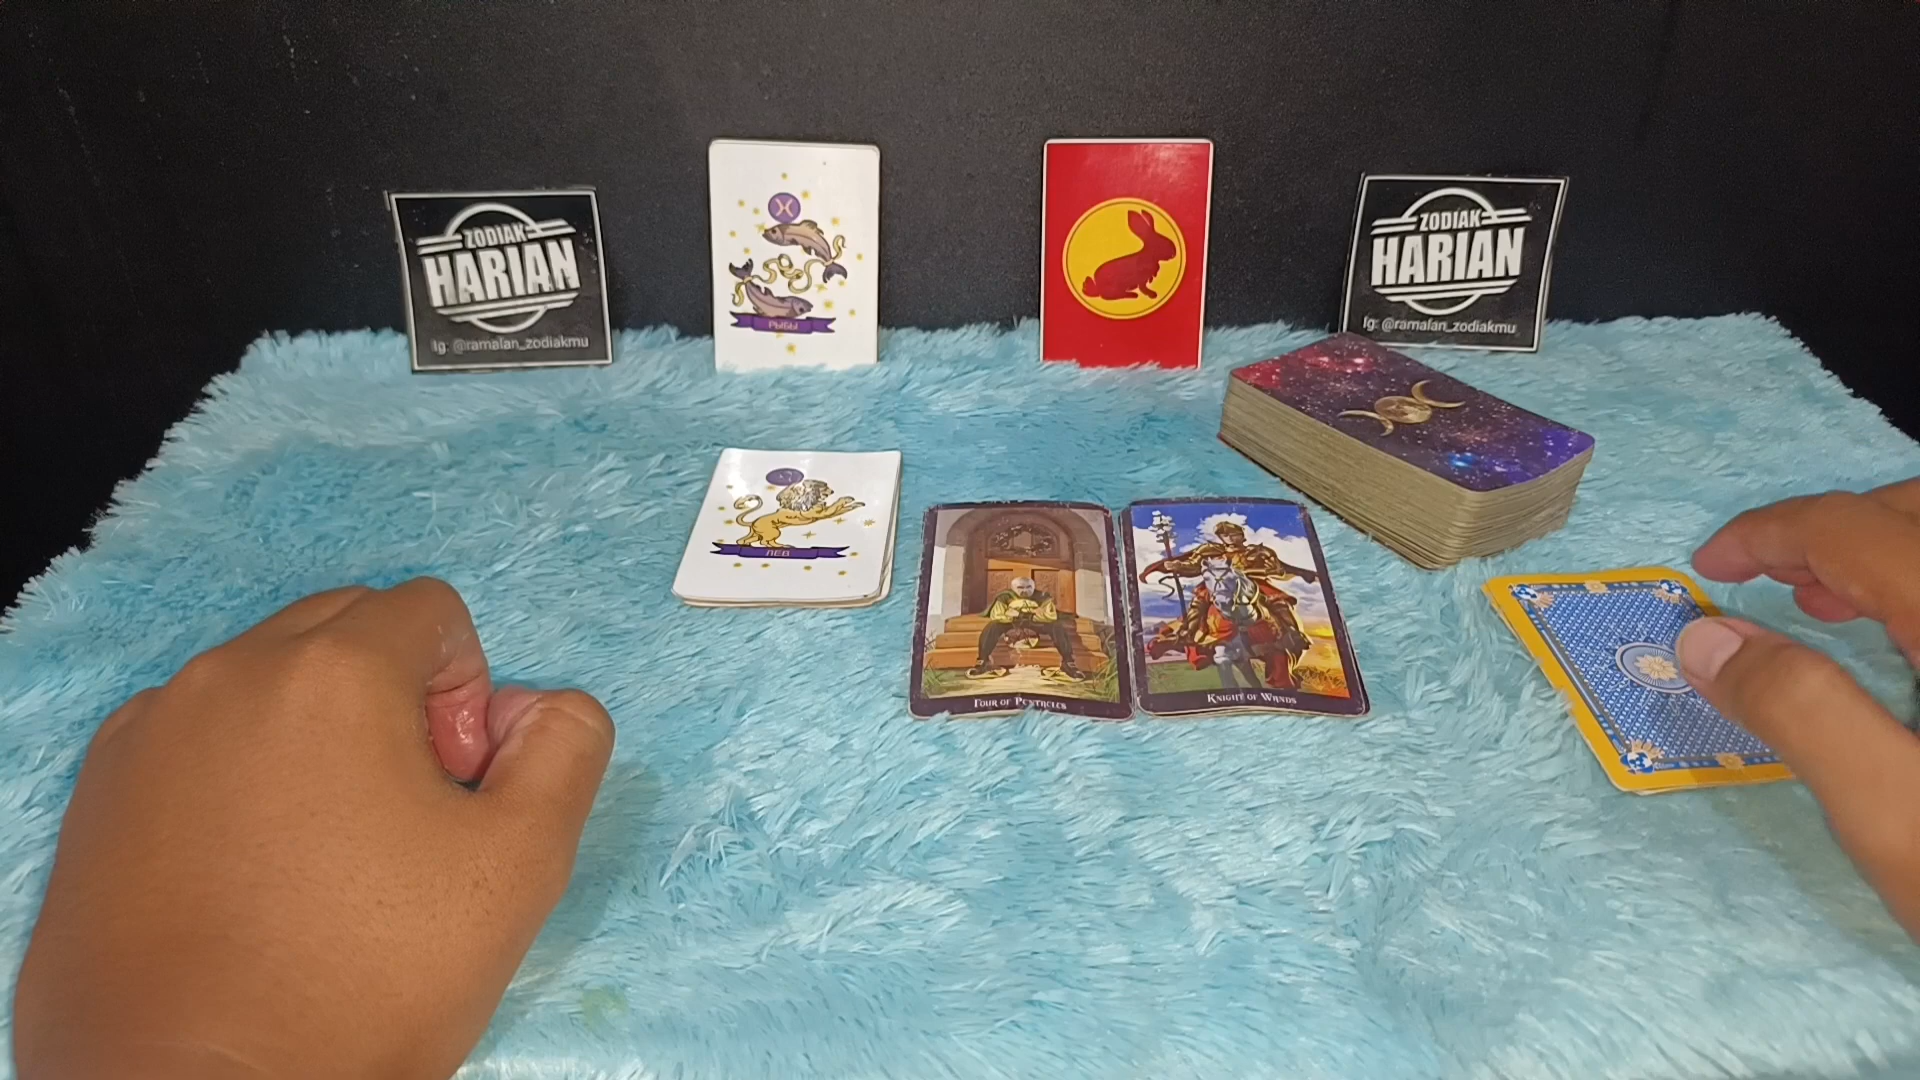 ZODIAK
HARIAN
Ig: @ramalan_zodiakmu
РЫБЫ
ZODIAK
HARIAN
Ig: @ramalan_zodiakmu
ЛЕВ
FOUR OF PENTACLES
KNIGHT OF WANDS